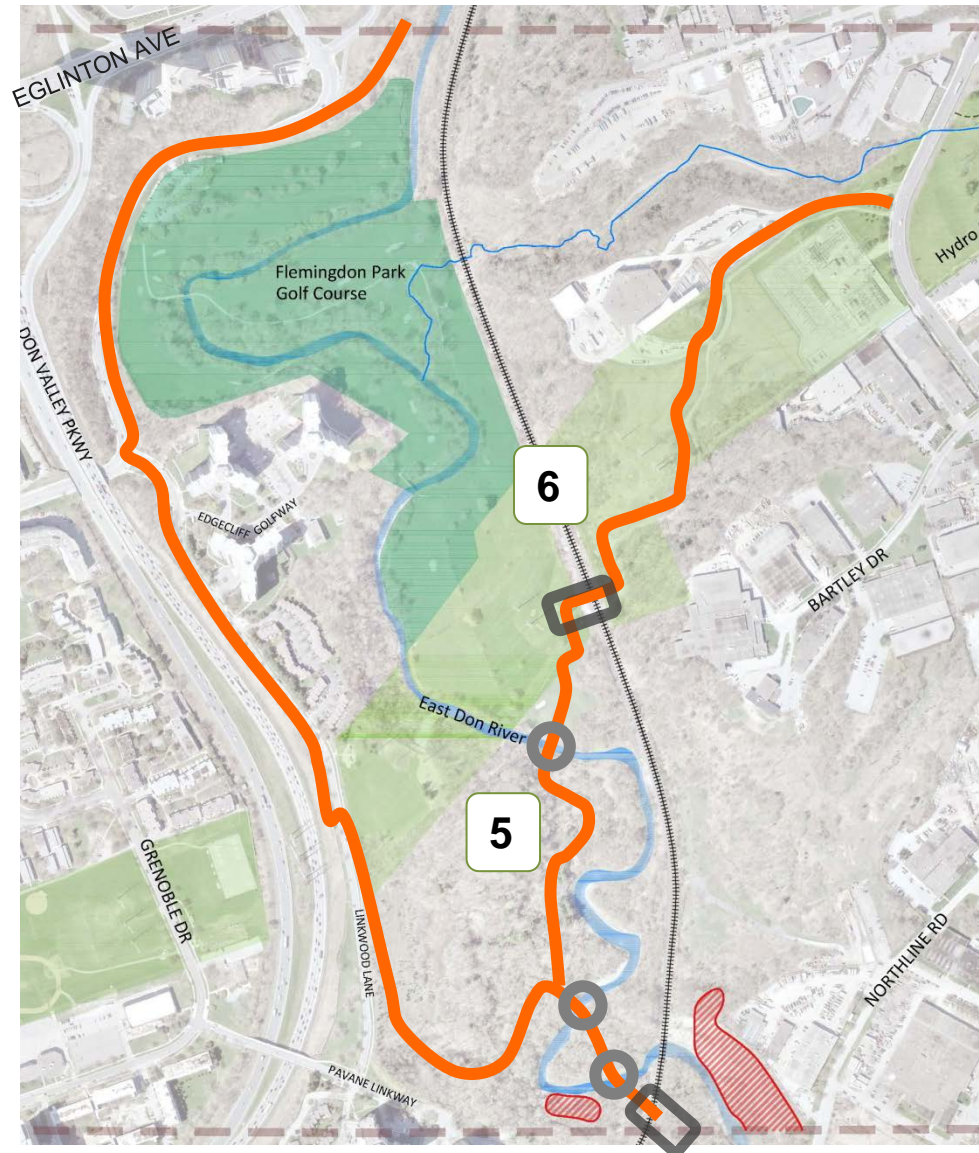 EGLINTON AVE
Hydro
Flemingdon Park
Golf Course
DON VALLEY PKWY
6
EDGECLIFF GOLFWAY
BARTLEY DR
East Don River
5
GRENOBLE DR
LINKWOOD LANE
NORTHLINE RD
PAVANE LINKWAY